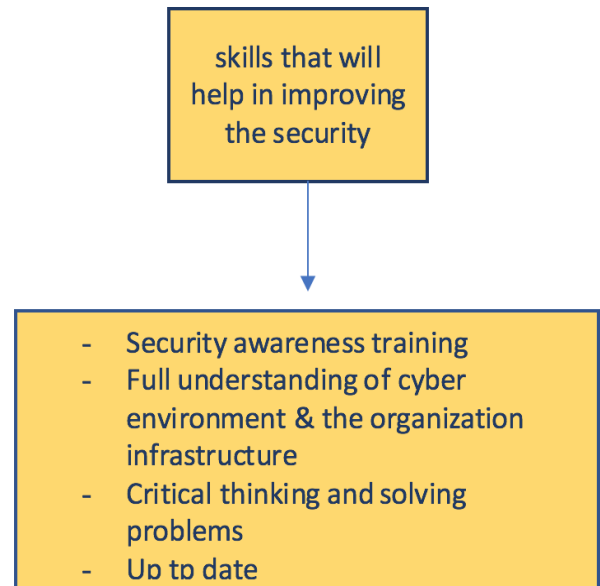 skills that will
help in improving
the security
- Security awareness training
- Full understanding of cyber
environment & the organization
infrastructure
- Critical thinking and solving
problems
- Up tp date